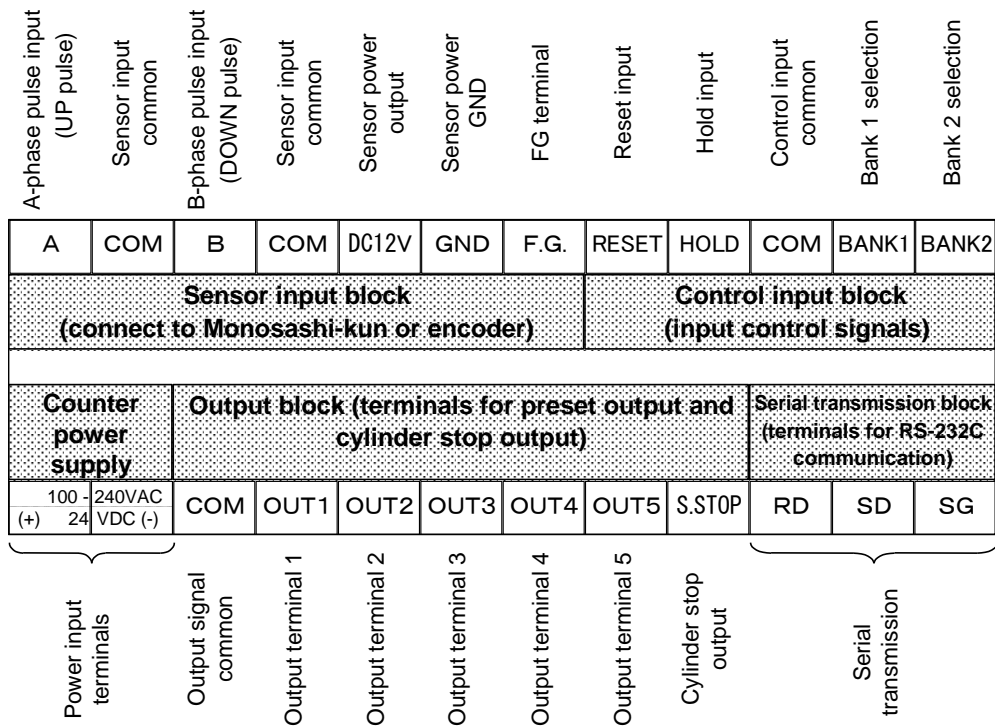 A-phase pulse input
(UP pulse)
Sensor input
common
B-phase pulse input
(DOWN pulse)
Sensor input
common
Sensor power
output
Sensor power
GND
FG terminal
Reset input
Hold input
Control input
common
Bank 1 selection
Bank 2 selection
A COM B COM DC12V GND F.G. RESET HOLD COM BANK1 BANK2
Sensor input block
(connect to Monosashi-kun or encoder)
Control input block
(input control signals)
Counter
power
supply
Output block (terminals for preset output and
cylinder stop output)
Serial transmission block
(terminals for RS-232C
communication)
100 - 240VAC
(+) 24 VDC (-)
COM OUT1 OUT2 OUT3 OUT4 OUT5 S.STOP RD SD SG
Power input
terminals
Output signal
common
Output terminal 1
Output terminal 2
Output terminal 3
Output terminal 4
Output terminal 5
Cylinder stop
output
Serial
transmission